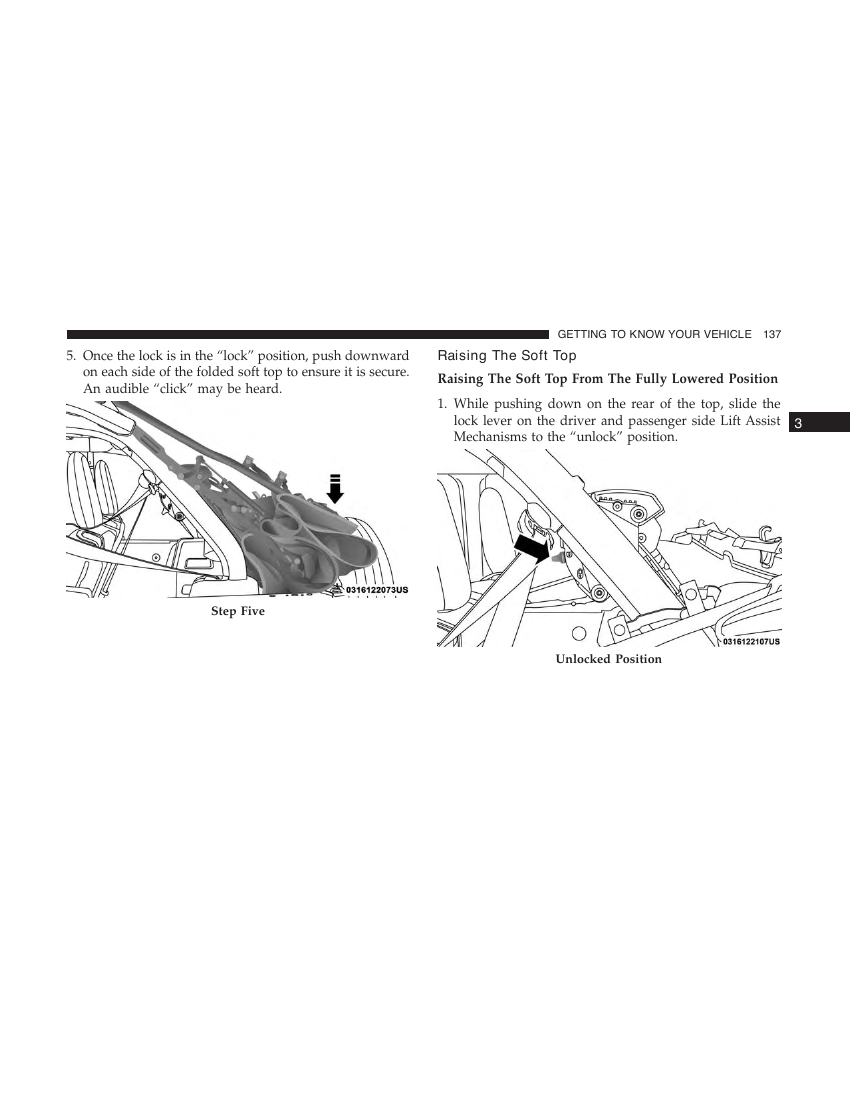 GETTING TO KNOW YOUR VEHICLE 137
5. Once the lock is in the “lock” position, push downward
on each side of the folded soft top to ensure it is secure.
An audible “click” may be heard.
0316122073US
Step Five
Raising The Soft Top
Raising The Soft Top From The Fully Lowered Position
1. While pushing down on the rear of the top, slide the
lock lever on the driver and passenger side Lift Assist
Mechanisms to the “unlock” position.
0316122107US
Unlocked Position
3